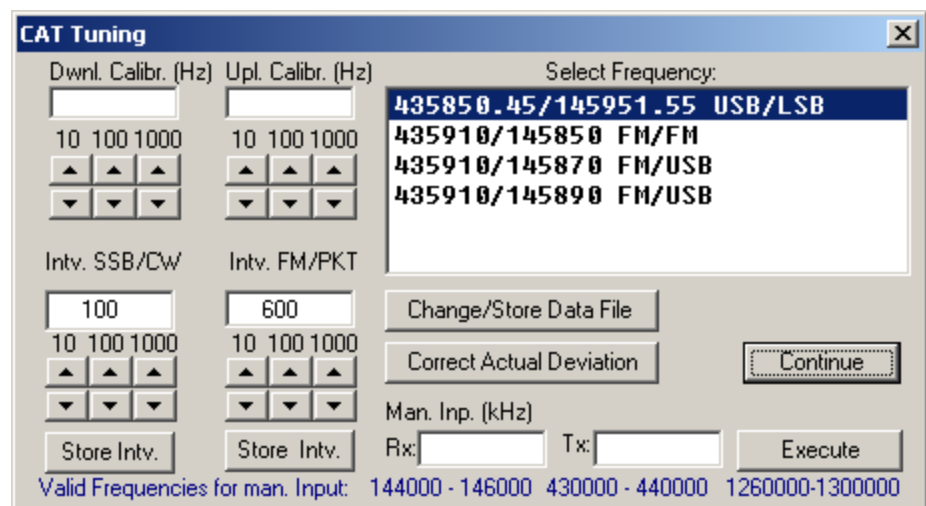 CAT Tuning
Dwnl. Calibr. (Hz) Upl. Calibr. (Hz) Select Frequency:
10 100 1000 10 100 1000
435850.45/145951.55 USB/LSB
435910/145850 FM/FM
435910/145870 FM/USB
435910/145890 FM/USB
Intv. SSB/CW Intv. FM/PKT
100 600
10 100 1000 10 100 1000
Change/Store Data File
Correct Actual Deviation Continue
Man. Inp. (kHz)
Store Intv. Store Intv. Rx: Tx: Execute
Valid Frequencies for man. Input: 144000 - 146000 430000 - 440000 1260000-1300000